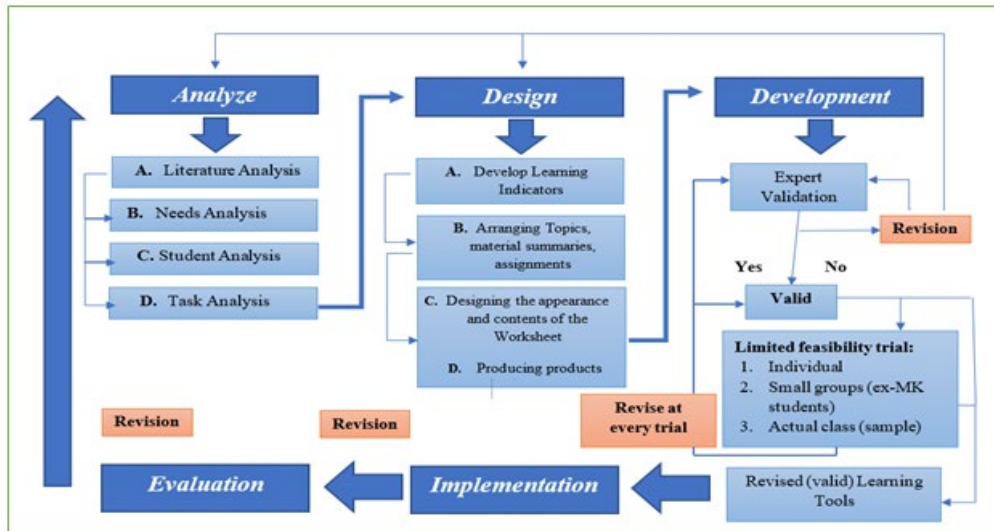 Analyze
A. Literature Analysis
B. Needs Analysis
C. Student Analysis
D. Task Analysis
Design
A. Develop Learning
Indicators
B. Arranging Topics,
material summaries,
assignments
C. Designing the appearance
and contents of the
Worksheet
D. Producing products
Development
Expert
Validation
Revision
Yes
No
Valid
Limited feasibility trial:
1. Individual
2. Small groups (ex-MK
students)
3. Actual class (sample)
Revise at
every trial
Revision
Revision
Evaluation
Implementation
Revised (valid) Learning
Tools